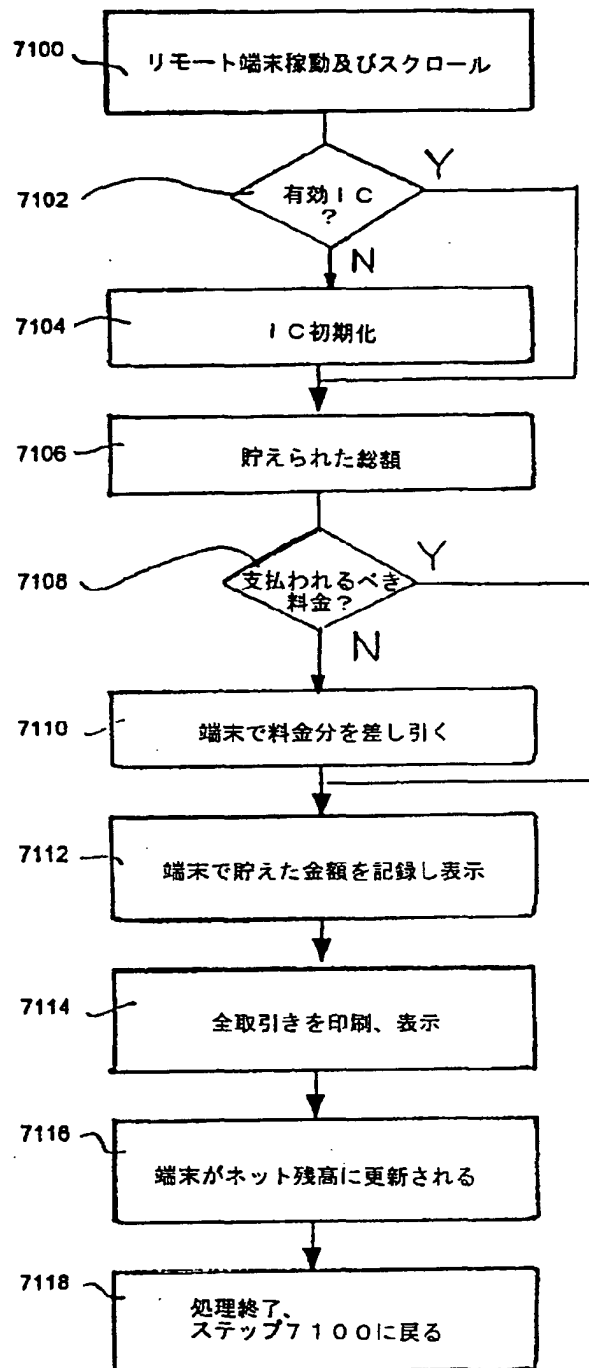 7100
リモート端末稼動及びスクロール
7102
有効IC
?
Y
N
7104
IC初期化
7106
貯えられた総額
7108
支払われるべき
料金?
Y
N
7110
端末で料金分を差し引く
7112
端末で貯えた金額を記録し表示
7114
全取引きを印刷、表示
7116
端末がネット残高に更新される
7118
処理終了、
ステップ7100に戻る